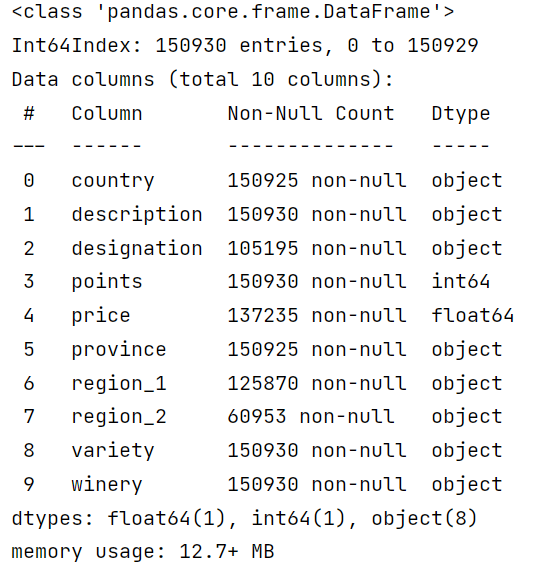 <class 'pandas.core.frame.DataFrame'>
Int64Index: 150930 entries, 0 to 150929
Data columns (total 10 columns):
 #   Column       Non-Null Count   Dtype
---  ------       --------------   -----
 0   country      150925 non-null  object
 1   description  150930 non-null  object
 2   designation  105195 non-null  object
 3   points       150930 non-null  int64
 4   price        137235 non-null  float64
 5   province     150925 non-null  object
 6   region_1     125870 non-null  object
 7   region_2     60953 non-null   object
 8   variety      150930 non-null  object
 9   winery       150930 non-null  object
dtypes: float64(1), int64(1), object(8)
memory usage: 12.7+ MB